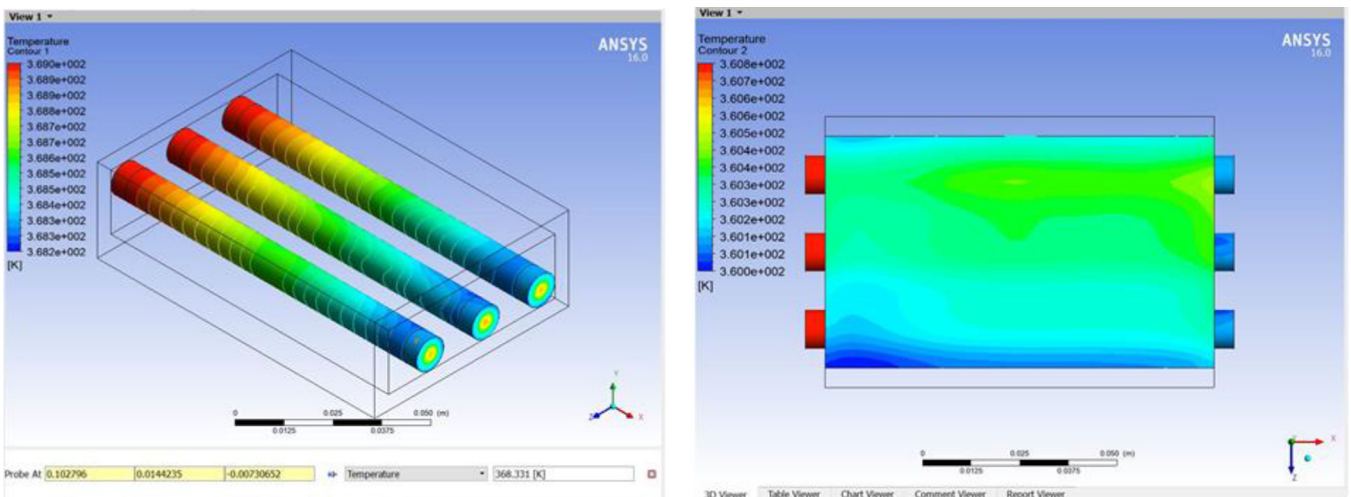 View 1
Temperature
Contour 1
3.690e+002
3.689e+002
3.689e+002
3.688e+002
3.687e+002
3.687e+002
3.686e+002
3.685e+002
3.685e+002
3.684e+002
3.683e+002
3.683e+002
3.682e+002
[K]
ANSYS
16.0
0 0.025 0.050 (m)
0.0125 0.0375
Y
Z X
Probe At 0.102796 0.0144235 -0.00730652 Temperature 368.331 [K]
View 1
Temperature
Contour 2
3.608e+002
3.607e+002
3.606e+002
3.605e+002
3.604e+002
3.603e+002
3.603e+002
3.602e+002
3.601e+002
3.601e+002
3.600e+002
[K]
ANSYS
16.0
0 0.025 0.050 (m)
0.0125 0.0375
X
Z
3D Viewer Table Viewer Chart Viewer Comment Viewer Report Viewer